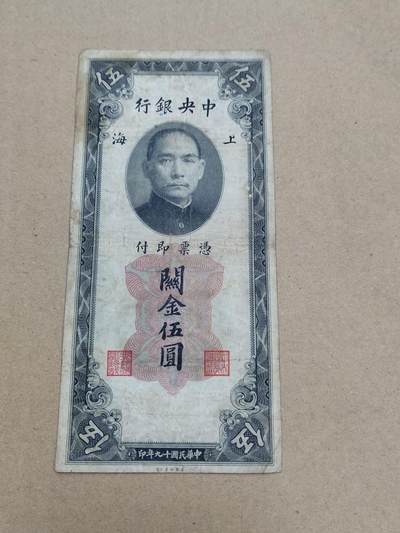 伍 伍
中央銀行
上海
憑票即付
關金伍圓
中華民國十九年印
伍 伍